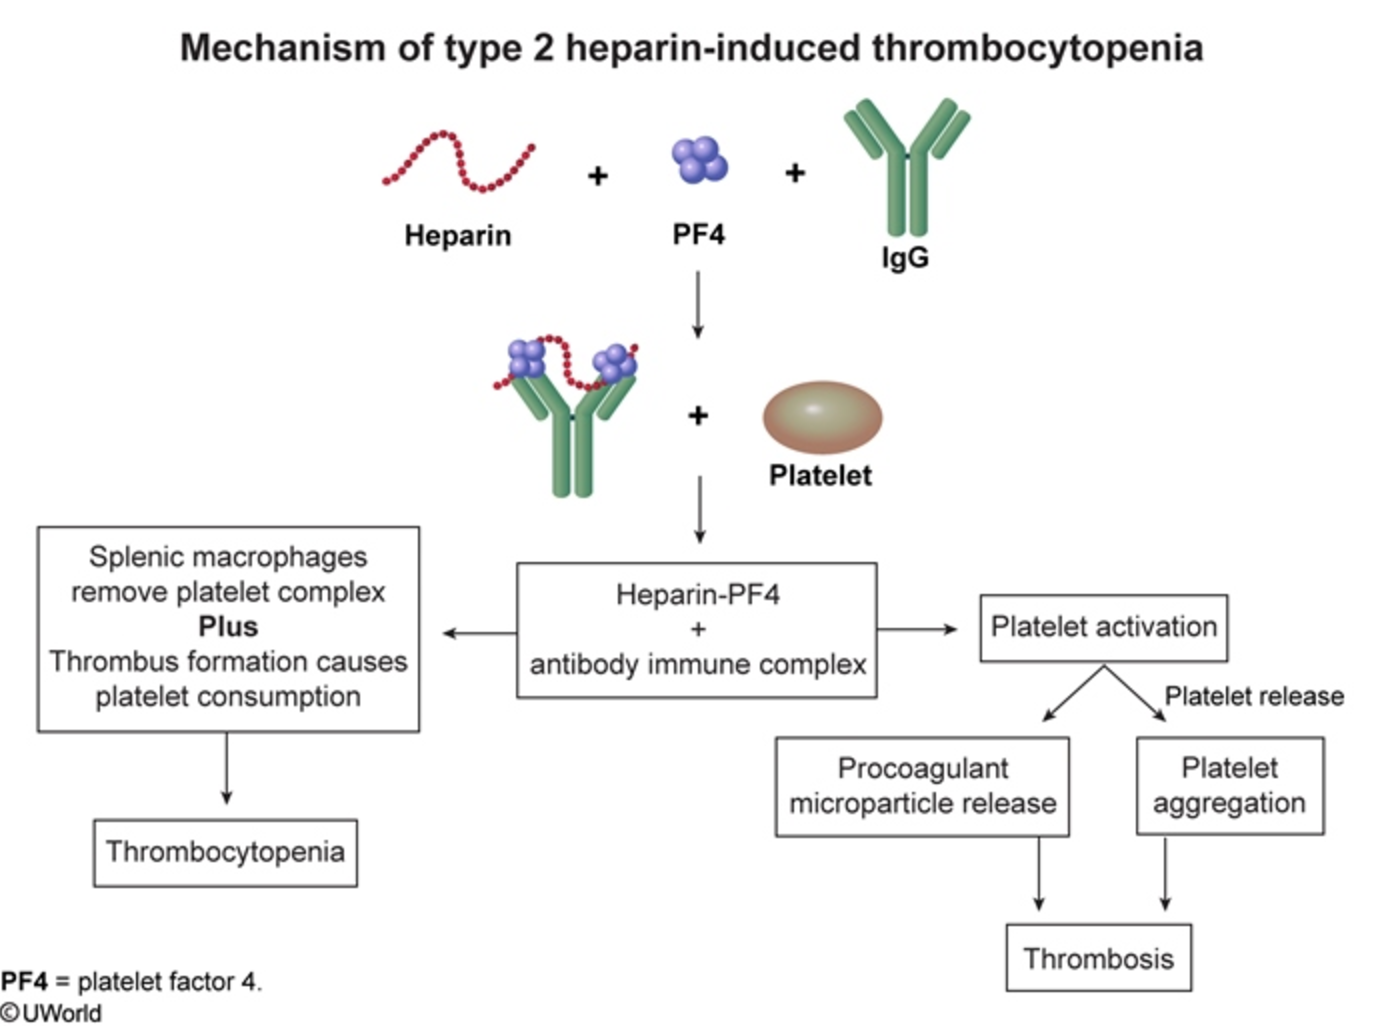 Mechanism of type 2 heparin-induced thrombocytopenia
+
+
Heparin
PF4
IgG
+
Platelet
Splenic macrophages
remove platelet complex
Plus
Thrombus formation causes
platelet consumption
Heparin-PF4
+
antibody immune complex
Platelet activation
Platelet release
Procoagulant
microparticle release
Platelet
aggregation
Thrombocytopenia
Thrombosis
PF4 = platelet factor 4.
©UWorld